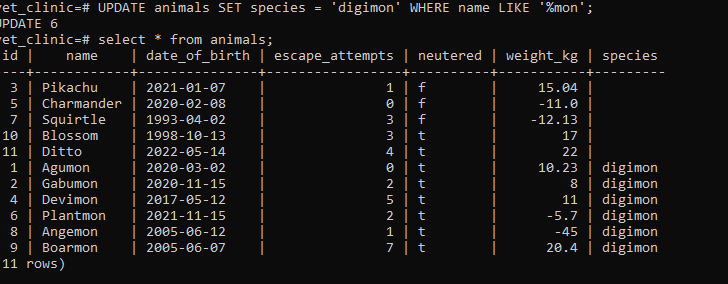 vet_clinic=# UPDATE animals SET species = 'digimon' WHERE name LIKE '%mon';
UPDATE 6
vet_clinic=# select * from animals;
id | name | date_of_birth | escape_attempts | neutered | weight_kg | species
----+------------+---------------+-----------------+----------+-----------+---------
3 | Pikachu | 2021-01-07 | 1 | f | 15.04 |
5 | Charmander | 2020-02-08 | 0 | f | -11.0 |
7 | Squirtle | 1993-04-02 | 3 | f | -12.13 |
10 | Blossom | 1998-10-13 | 3 | t | 17 |
11 | Ditto | 2022-05-14 | 4 | t | 22 |
1 | Agumon | 2020-03-02 | 0 | t | 10.23 | digimon
2 | Gabumon | 2020-11-15 | 2 | t | 8 | digimon
4 | Devimon | 2017-05-12 | 5 | t | 11 | digimon
6 | Plantmon | 2021-11-15 | 2 | t | -5.7 | digimon
8 | Angemon | 2005-06-12 | 1 | t | -45 | digimon
9 | Boarmon | 2005-06-07 | 7 | t | 20.4 | digimon
11 rows)